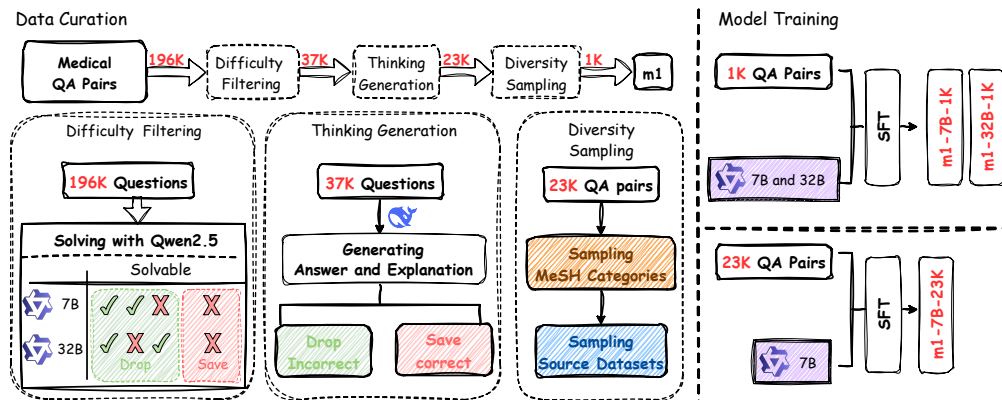 Data Curation
Medical
QA Pairs
196K
Difficulty
Filtering
37K
Thinking
Generation
23K
Diversity
Sampling
1K
m1
Difficulty Filtering
196K Questions
Solving with Qwen2.5
Solvable
7B
32B
Drop
Save
Thinking Generation
37K Questions
Generating
Answer and Explanation
Drop
Incorrect
Save
correct
Diversity
Sampling
23K QA pairs
Sampling
MeSH Categories
Sampling
Source Datasets
Model Training
1K QA Pairs
7B and 32B
SFT
m1-7B-1K
m1-32B-1K
23K QA Pairs
7B
SFT
m1-7B-23K